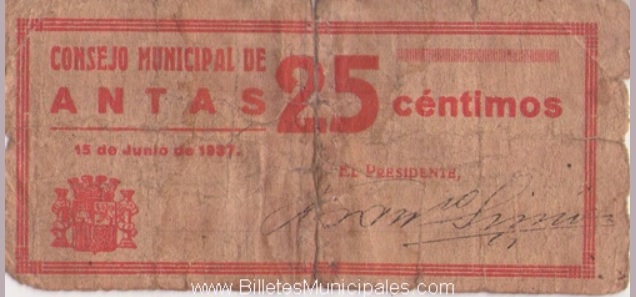 CONSEJO MUNICIPAL DE
ANTAS
25 céntimos
15 de Junio de 1937.
EL PRESIDENTE,
www.BilletesMunicipales.com